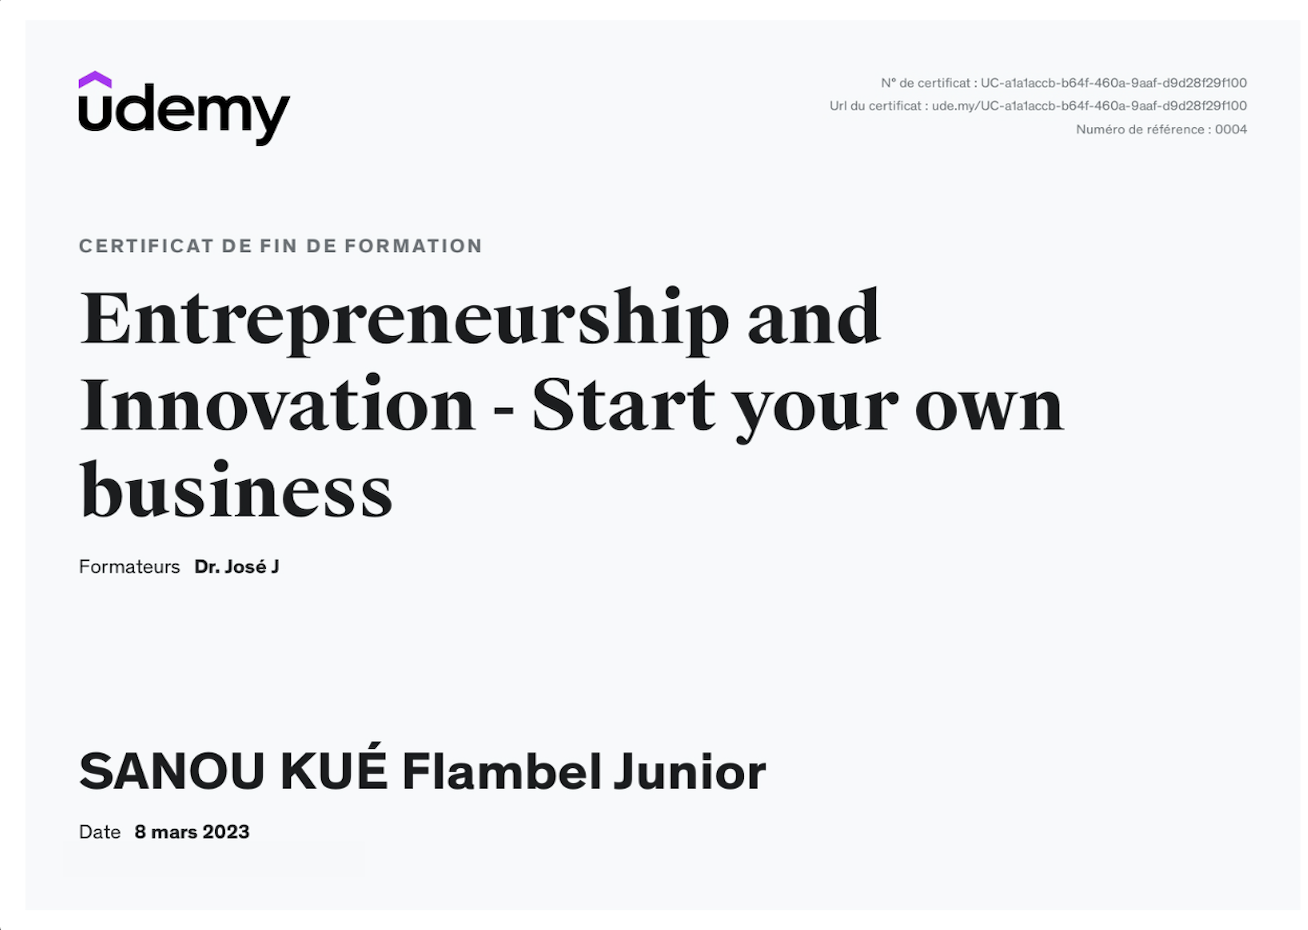 udemy
N° de certificat : UC-a1a1accb-b64f-460a-9aaf-d9d28f29f100
Url du certificat : ude.my/UC-a1a1accb-b64f-460a-9aaf-d9d28f29f100
Numéro de référence : 0004
CERTIFICAT DE FIN DE FORMATION
Entrepreneurship and
Innovation - Start your own
business
Formateurs Dr. José J
SANOU KUÉ Flambel Junior
Date 8 mars 2023